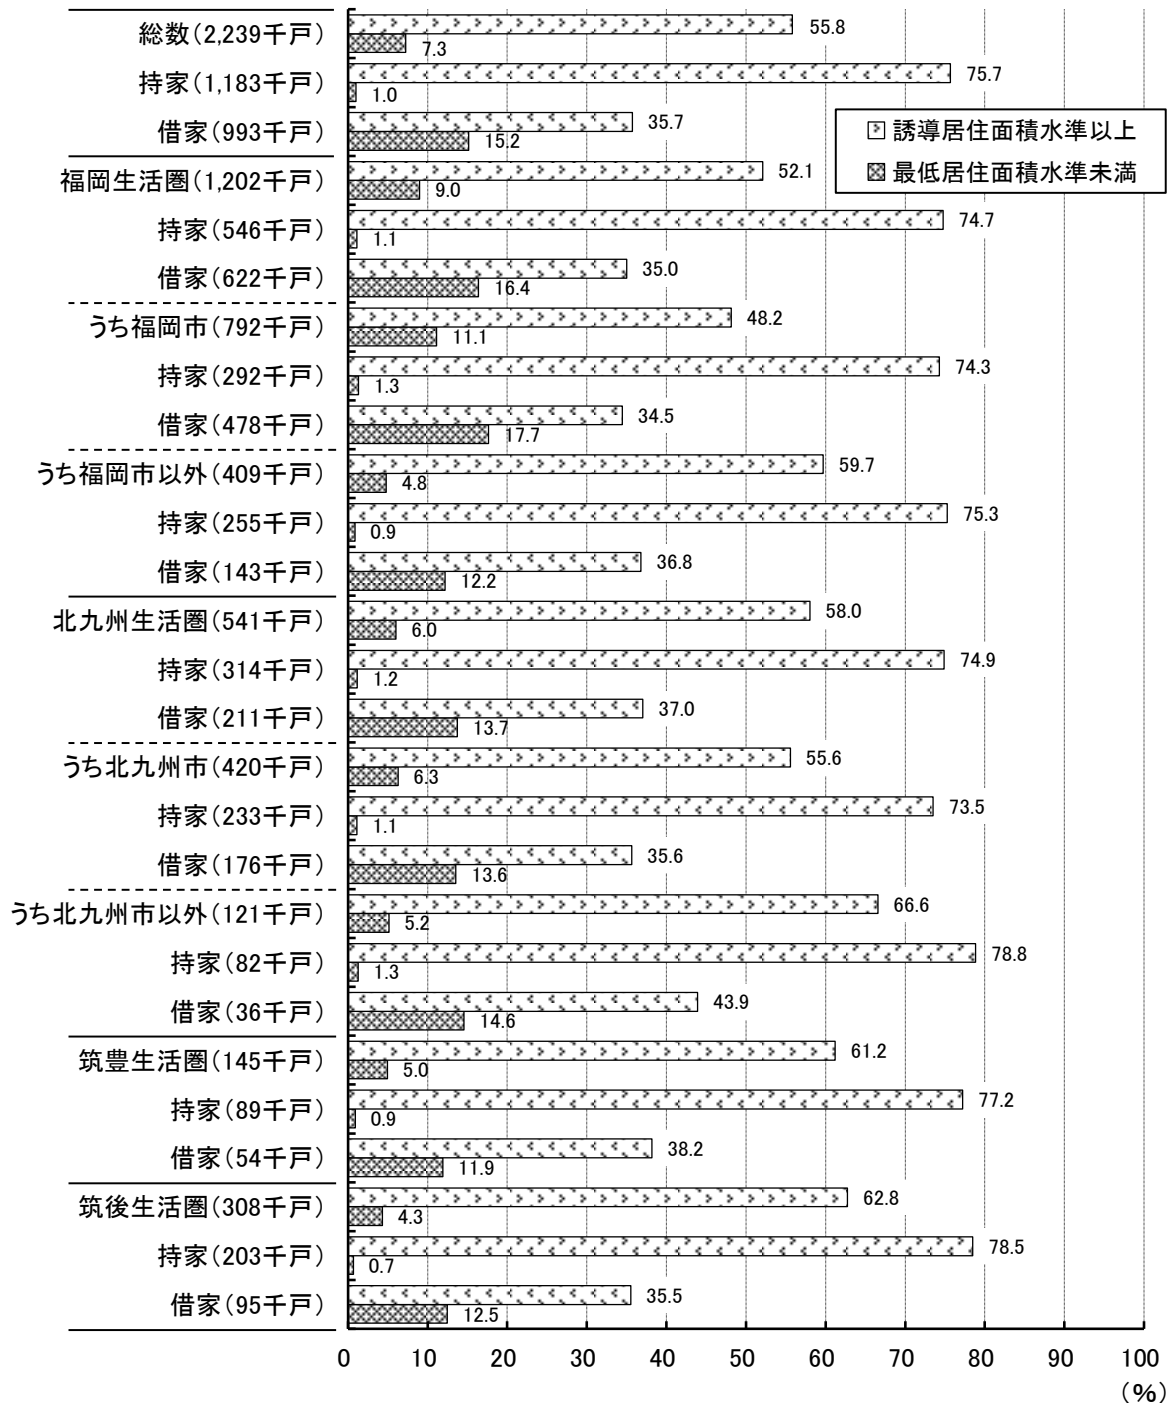 総数(2,239千戸) 55.8
7.3
持家(1,183千戸) 75.7
1.0
借家(993千戸) 35.7
15.2
誘導居住面積水準以上
最低居住面積水準未満
福岡生活圏(1,202千戸) 52.1
9.0
持家(546千戸) 74.7
1.1
借家(622千戸) 35.0
16.4
うち福岡市(792千戸) 48.2
11.1
持家(292千戸) 74.3
1.3
借家(478千戸) 34.5
17.7
うち福岡市以外(409千戸) 59.7
4.8
持家(255千戸) 75.3
0.9
借家(143千戸) 36.8
12.2
北九州生活圏(541千戸) 58.0
6.0
持家(314千戸) 74.9
1.2
借家(211千戸) 37.0
13.7
うち北九州市(420千戸) 55.6
6.3
持家(233千戸) 73.5
1.1
借家(176千戸) 35.6
13.6
うち北九州市以外(121千戸) 66.6
5.2
持家(82千戸) 78.8
1.3
借家(36千戸) 43.9
14.6
筑豊生活圏(145千戸) 61.2
5.0
持家(89千戸) 77.2
0.9
借家(54千戸) 38.2
11.9
筑後生活圏(308千戸) 62.8
4.3
持家(203千戸) 78.5
0.7
借家(95千戸) 35.5
12.5
0 10 20 30 40 50 60 70 80 90 100
(%)